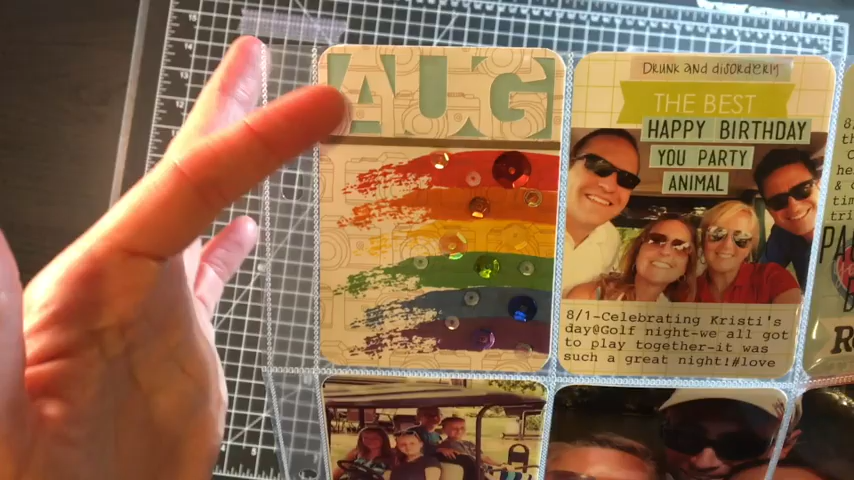 AUG
Drunk and disorderly
THE BEST
HAPPY BIRTHDAY
YOU PARTY
ANIMAL
8/1-Celebrating Kristi's
day@Golf night-we all got
to play together-it was
such a great night!#love